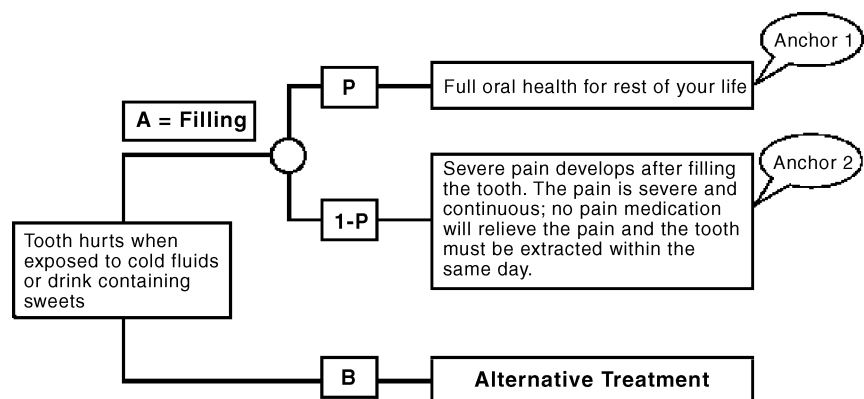 Anchor 1
P
Full oral health for rest of your life
A = Filling
Anchor 2
Severe pain develops after filling
the tooth. The pain is severe and
continuous; no pain medication
will relieve the pain and the tooth
must be extracted within the
same day.
1-P
Tooth hurts when
exposed to cold fluids
or drink containing
sweets
B
Alternative Treatment